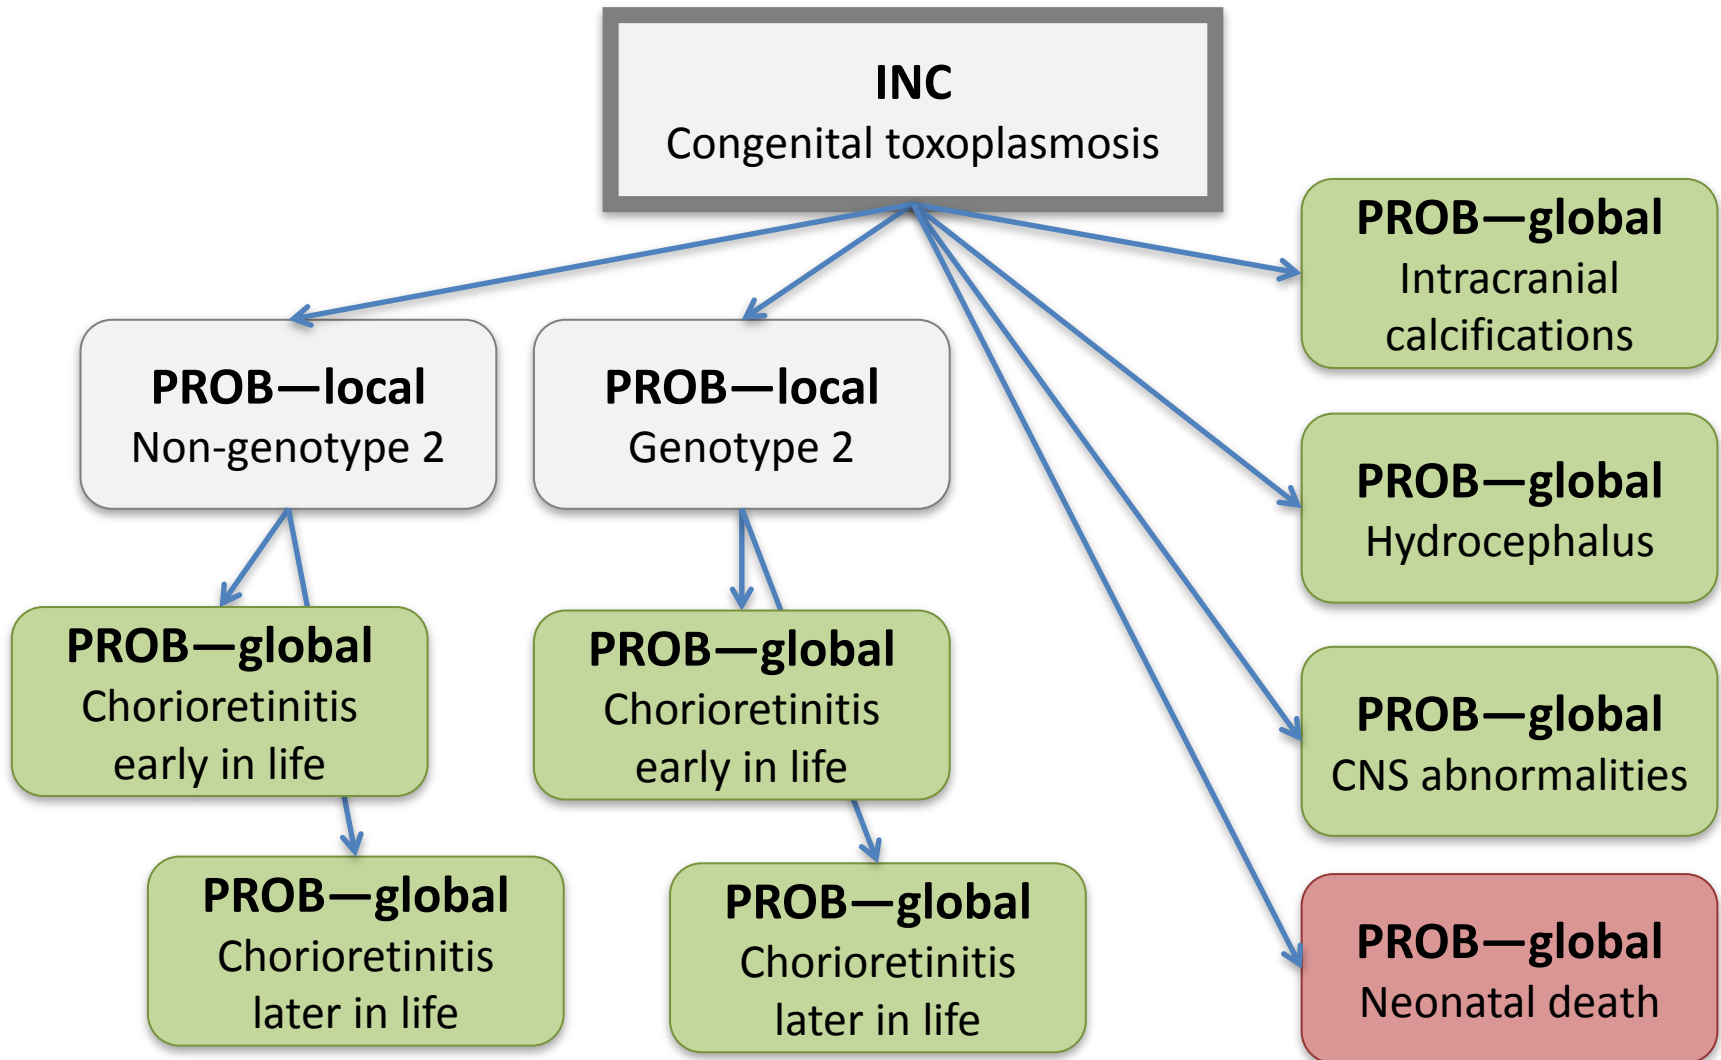 INC
Congenital toxoplasmosis
PROB—global
Intracranial
calcifications
PROB—local
Non-genotype 2
PROB—local
Genotype 2
PROB—global
Hydrocephalus
PROB—global
Chorioretinitis
early in life
PROB—global
Chorioretinitis
early in life
PROB—global
CNS abnormalities
PROB—global
Chorioretinitis
later in life
PROB—global
Chorioretinitis
later in life
PROB—global
Neonatal death